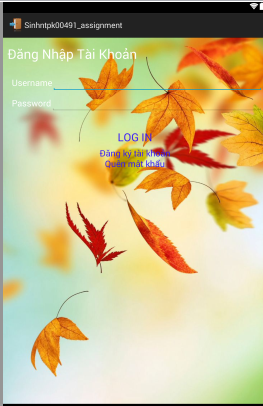 Sinhntpk00491_assignment
Đăng Nhập Tài Khoản
Username
Password
LOG IN
Đăng ký tài khoản
Quên mật khẩu